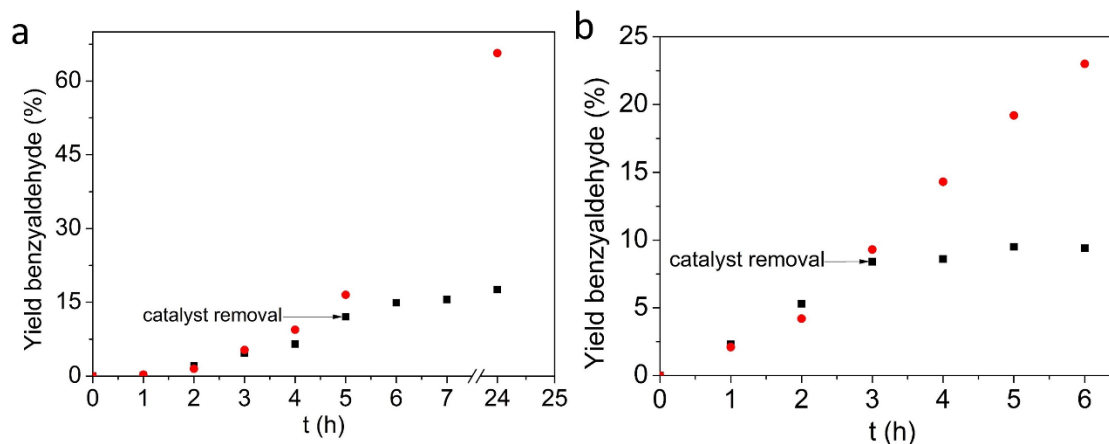 a
Yield benzyaldehyde (%)
60
45
30
15
0
catalyst removal
0 1 2 3 4 5 6 7 24 25
t (h)
b
Yield benzyaldehyde (%)
25
20
15
10
5
0
catalyst removal
0 1 2 3 4 5 6
t (h)